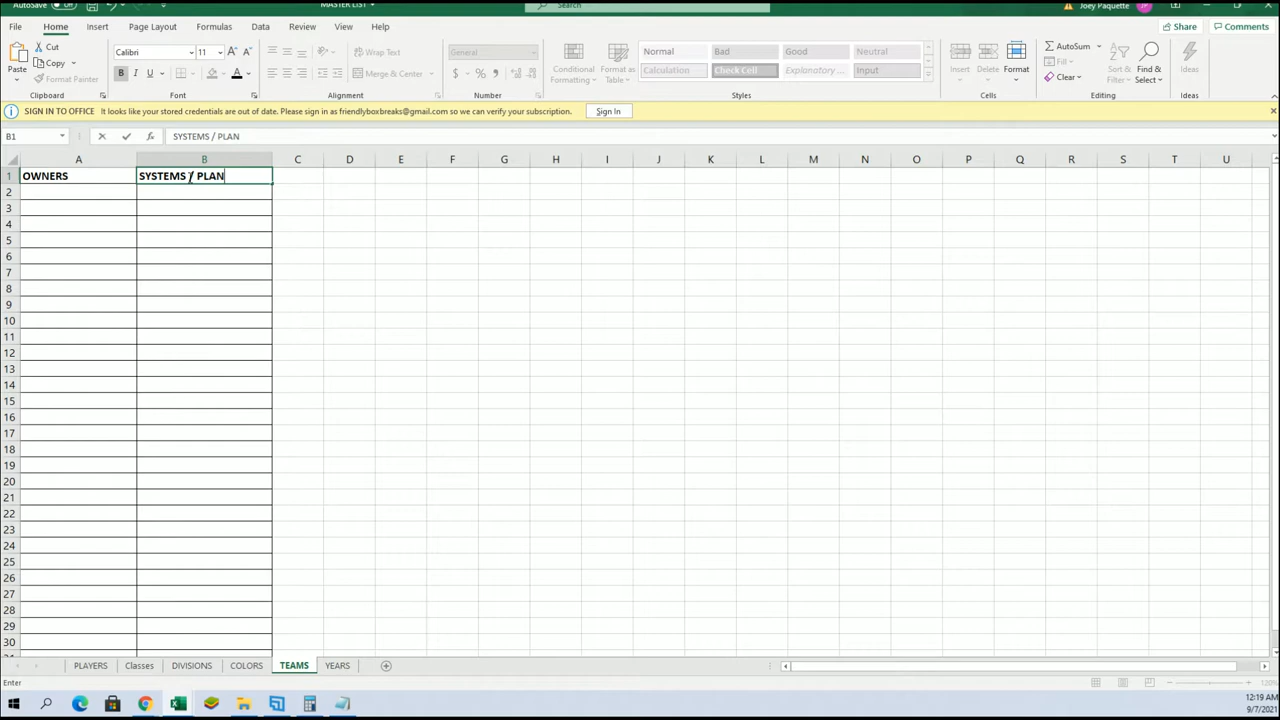 AutoSave Off MASTER LIST Search Joey Paquette JP
File Home Insert Page Layout Formulas Data Review View Help Share Comments
Paste Cut Copy Format Painter Clipboard
Calibri 11 A A B I U A Font
Wrap Text Merge & Center Alignment
General $ % Number
Conditional Formatting Format as Table
Normal Bad Good Neutral
Calculation Check Cell Explanatory ... Input
Styles
Insert Delete Format Cells
AutoSum Fill Clear Sort & Filter Find & Select Editing
Ideas Ideas
SIGN IN TO OFFICE It looks like your stored credentials are out of date. Please sign in as friendlyboxbreaks@gmail.com so we can verify your subscription. Sign In
B1 fx SYSTEMS / PLAN
A B C D E F G H I J K L M N O P Q R S T U
1 OWNERS SYSTEMS / PLAN
2
3
4
5
6
7
8
9
10
11
12
13
14
15
16
17
18
19
20
21
22
23
24
25
26
27
28
29
30
PLAYERS Classes DIVISIONS COLORS TEAMS YEARS
Enter 120%
12:19 AM
9/7/2021